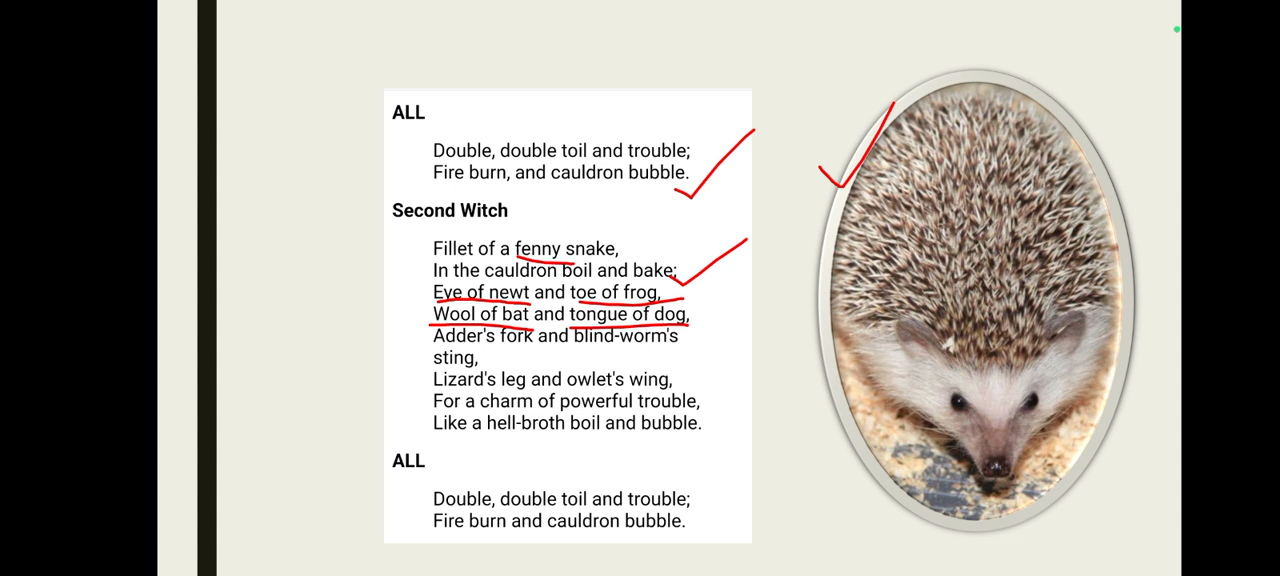 ALL
Double, double toil and trouble;
Fire burn, and cauldron bubble.
Second Witch
Fillet of a fenny snake,
In the cauldron boil and bake;
Eye of newt and toe of frog,
Wool of bat and tongue of dog,
Adder's fork and blind-worm's
sting,
Lizard's leg and owlet's wing,
For a charm of powerful trouble,
Like a hell-broth boil and bubble.
ALL
Double, double toil and trouble;
Fire burn and cauldron bubble.